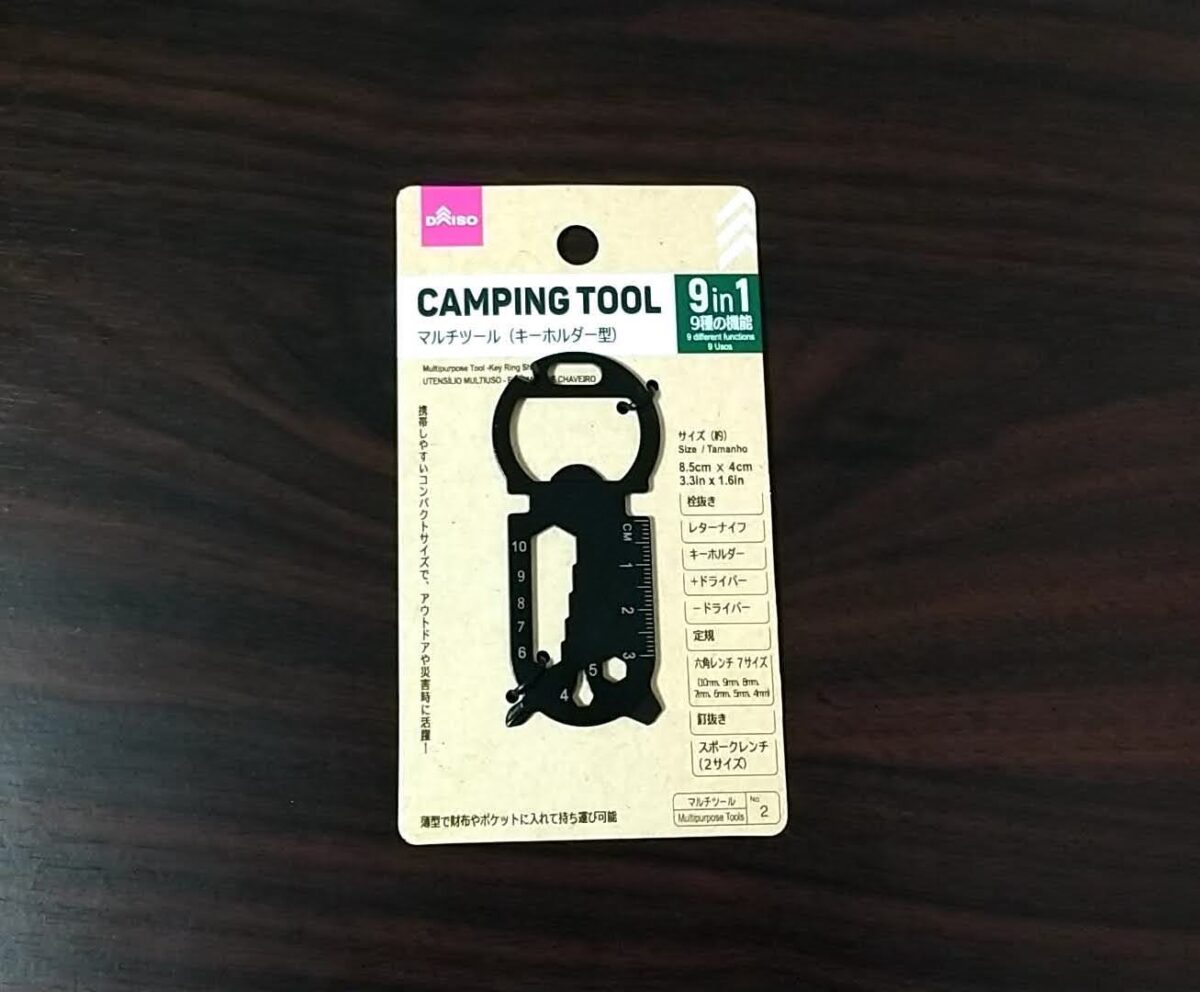 DAISO
CAMPING TOOL
マルチツール（キーホルダー型）
9in1
9種の機能
9 different functions
9 Usos
Multipurpose Tool -Key Ring
UTENSÍLIO MULTIUSO - CHAVEIRO
携帯しやすいコンパクトサイズで、アウトドアや災害時に活躍！
サイズ（約）
Size / Tamanho
8.5cm × 4cm
3.3in x 1.6in
栓抜き
レターナイフ
キーホルダー
+ドライバー
−ドライバー
定規
六角レンチ 7サイズ
(10mm, 9mm, 8mm,
7mm, 6mm, 5mm, 4mm)
釘抜き
スポークレンチ
(2サイズ)
CM
1
2
3
10
9
8
7
6
5
4
薄型で財布やポケットに入れて持ち運び可能
マルチツール
Multipurpose Tools
No.
2